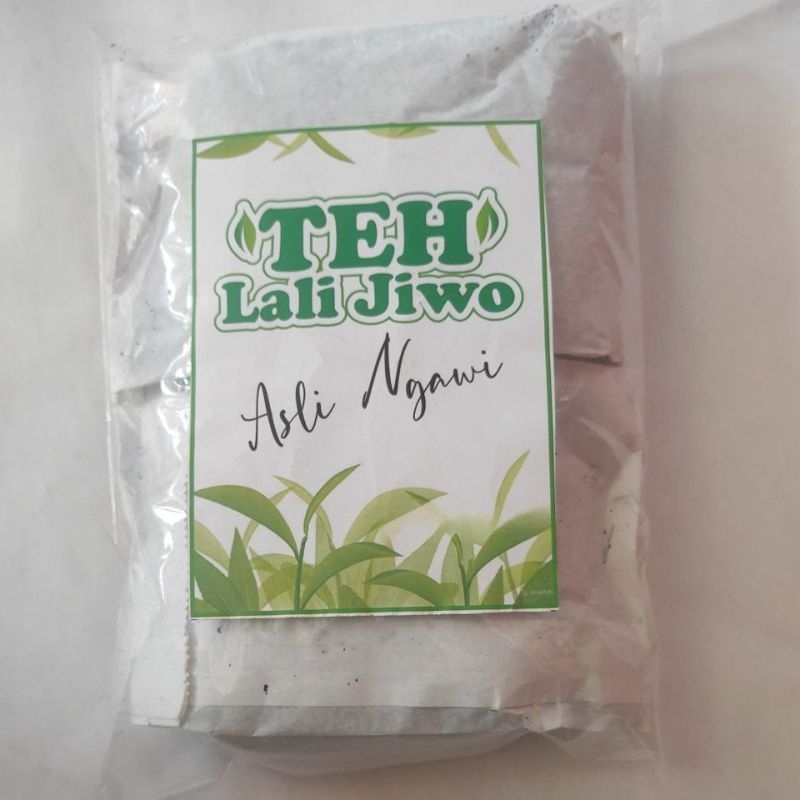 TEH
Lali Jiwo
Asli Ngawi